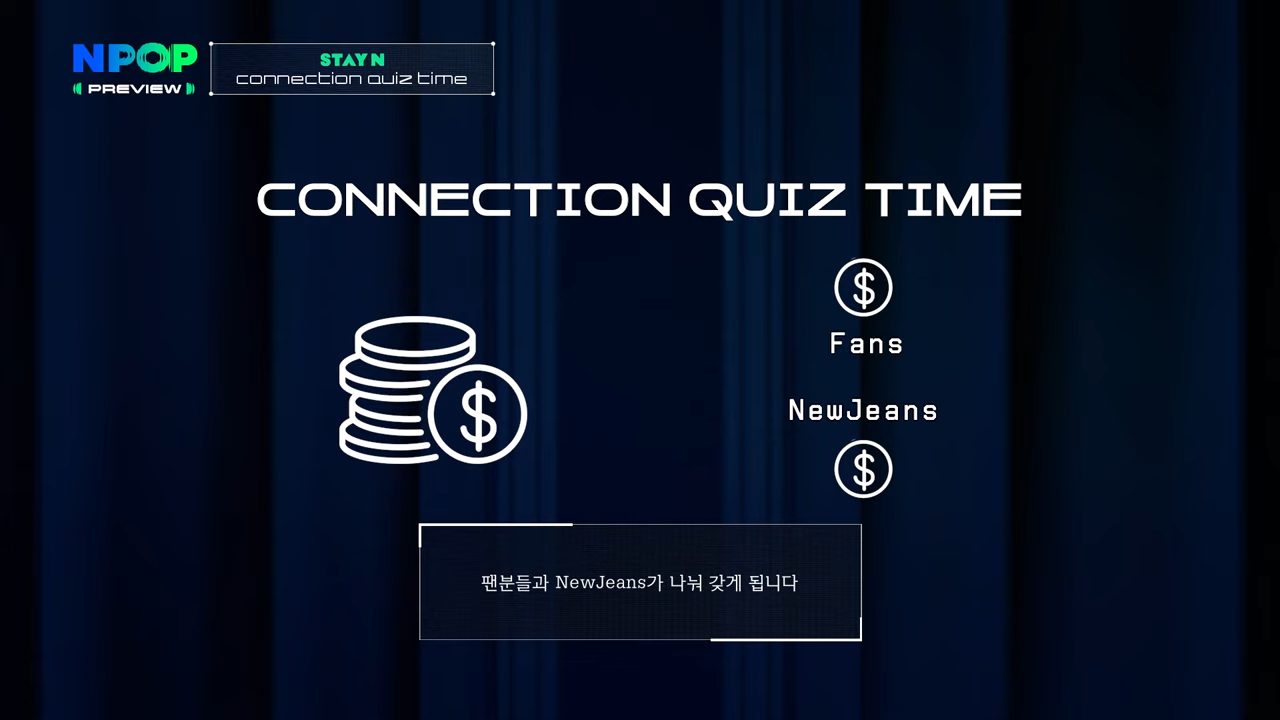 NPOP
PREVIEW
STAY N
connection quiz time
CONNECTION QUIZ TIME
$
Fans
$
NewJeans
$
팬분들과 NewJeans가 나눠 갖게 됩니다